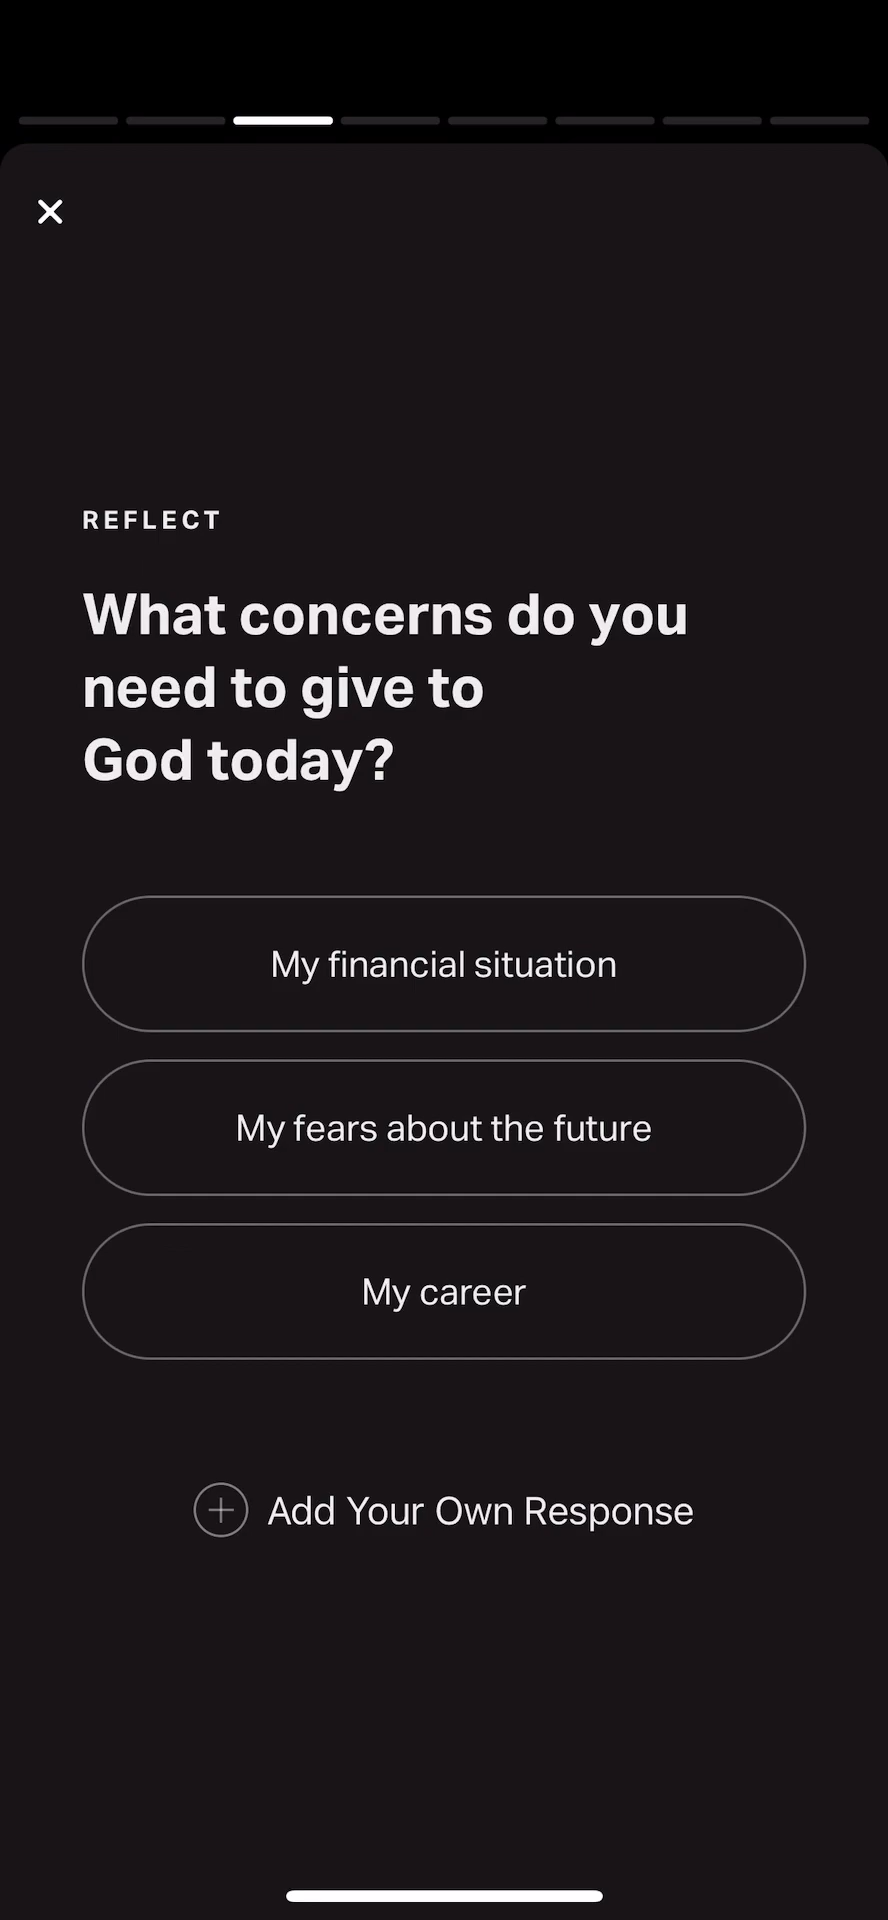 REFLECT
What concerns do you
need to give to
God today?
My financial situation
My fears about the future
My career
Add Your Own Response